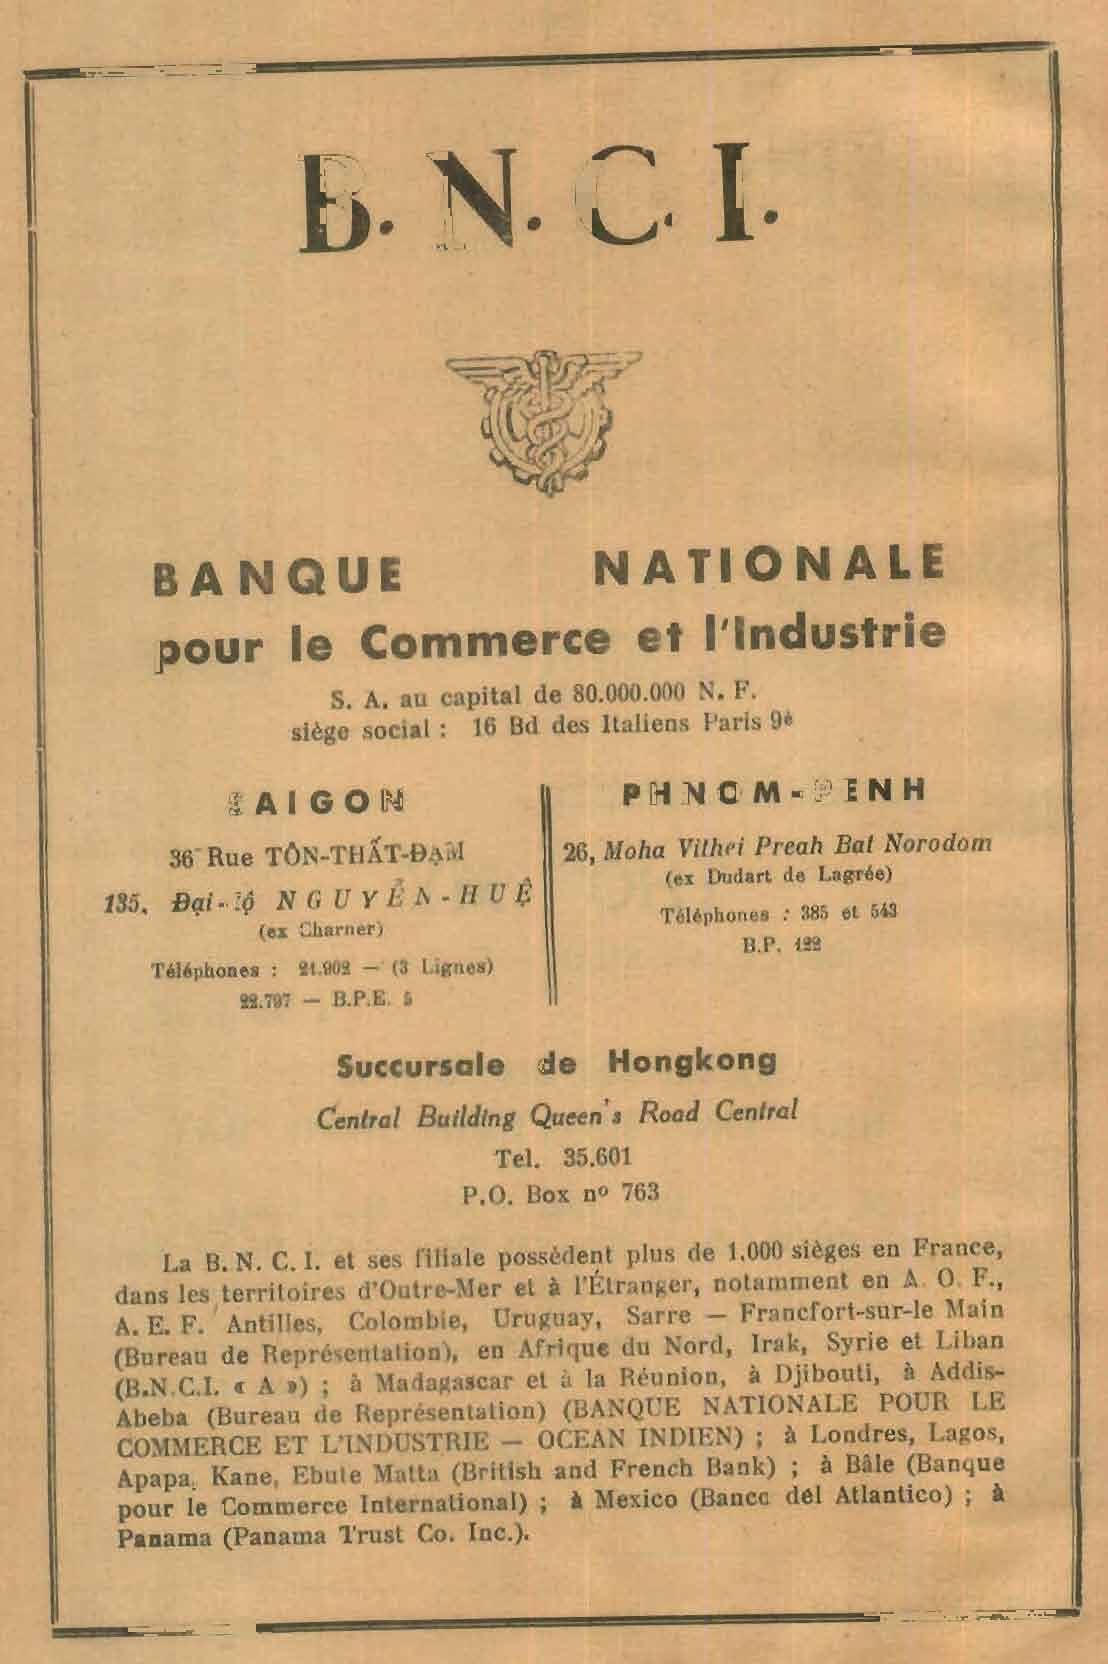 B. N. C. I.
BANQUE NATIONALE
pour le Commerce et l'Industrie
S. A. au capital de 80.000.000 N. F.
siège social : 16 Bd des Italiens Paris 9è
SAIGON
36 Rue TÔN-THẤT-ĐẠM
135, Đại-lộ NGUYỄN-HUỆ
(ex Charner)
Téléphones : 21.902 — (3 Lignes)
22.797 — B.P.E. 5
PHNOM-PENH
26, Moha Vithei Preah Bat Norodom
(ex Dudart de Lagrée)
Téléphones : 385 et 543
B.P. 122
Succursale de Hongkong
Central Building Queen's Road Central
Tel. 35.601
P.O. Box nº 763
La B. N. C. I. et ses filiale possèdent plus de 1.000 sièges en France,
dans les territoires d'Outre-Mer et à l'Étranger, notamment en A. O. F.,
A. E. F. Antilles, Colombie, Uruguay, Sarre — Francfort-sur-le Main
(Bureau de Représentation), en Afrique du Nord, Irak, Syrie et Liban
(B.N.C.I. « A ») ; à Madagascar et à la Réunion, à Djibouti, à Addis-
Abeba (Bureau de Représentation) (BANQUE NATIONALE POUR LE
COMMERCE ET L'INDUSTRIE — OCEAN INDIEN) ; à Londres, Lagos,
Apapa, Kane, Ebute Matta (British and French Bank) ; à Bâle (Banque
pour le Commerce International) ; à Mexico (Banco dél Atlantico) ; à
Panama (Panama Trust Co. Inc.).